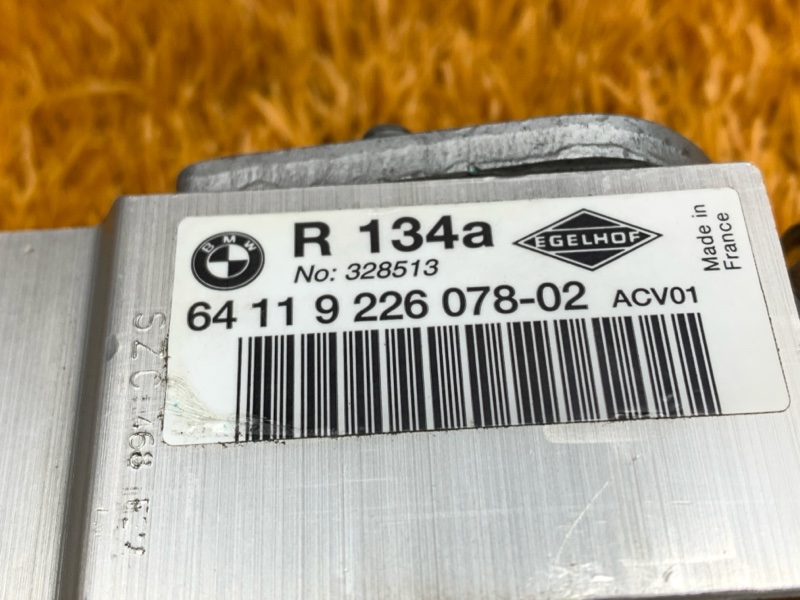 BMW
R 134a
EGELHOF
Made in
France
No: 328513
64 11 9 226 078-02 ACV01